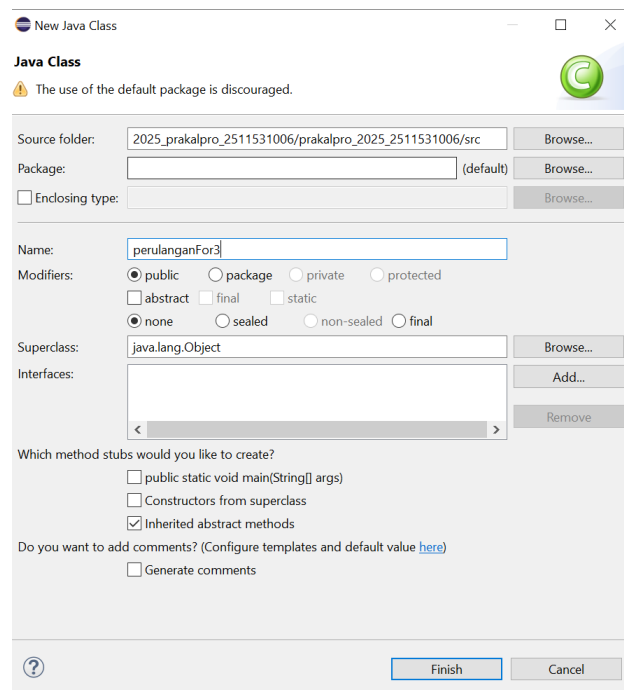 New Java Class
Java Class
The use of the default package is discouraged.
C
Source folder: 2025_prakalpro_2511531006/prakalpro_2025_2511531006/src Browse...
Package: (default) Browse...
Enclosing type: Browse...
Name: perulanganFor3
Modifiers: public package private protected
abstract final static
none sealed non-sealed final
Superclass: java.lang.Object Browse...
Interfaces: Add...
Remove
Which method stubs would you like to create?
public static void main(String[] args)
Constructors from superclass
Inherited abstract methods
Do you want to add comments? (Configure templates and default value here)
Generate comments
? Finish Cancel